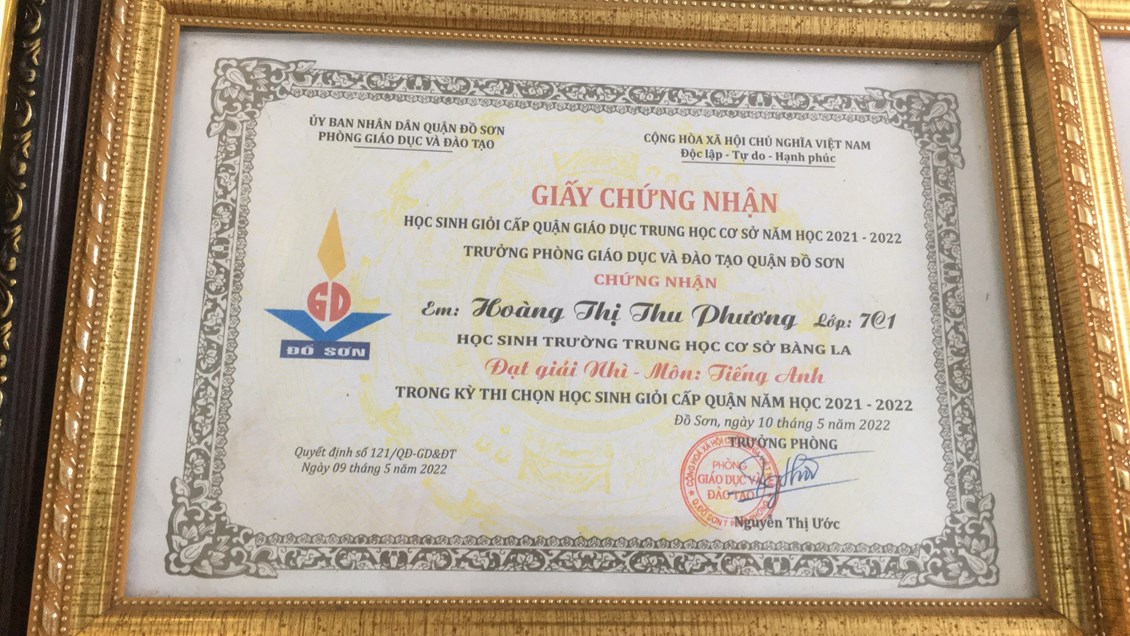 ỦY BAN NHÂN DÂN QUẬN ĐỒ SƠN
PHÒNG GIÁO DỤC VÀ ĐÀO TẠO
CỘNG HÒA XÃ HỘI CHỦ NGHĨA VIỆT NAM
Độc lập - Tự do - Hạnh phúc
GIẤY CHỨNG NHẬN
HỌC SINH GIỎI CẤP QUẬN GIÁO DỤC TRUNG HỌC CƠ SỞ NĂM HỌC 2021 - 2022
TRƯỞNG PHÒNG GIÁO DỤC VÀ ĐÀO TẠO QUẬN ĐỒ SƠN
CHỨNG NHẬN
Em: Hoàng Thị Thu Phương Lớp: 7C1
HỌC SINH TRƯỜNG TRUNG HỌC CƠ SỞ BÀNG LA
Đạt giải Nhì - Môn: Tiếng Anh
TRONG KỲ THI CHỌN HỌC SINH GIỎI CẤP QUẬN NĂM HỌC 2021 - 2022
GD
ĐỒ SƠN
Đồ Sơn, ngày 10 tháng 5 năm 2022
TRƯỞNG PHÒNG
Quyết định số 121/QĐ-GD&ĐT
Ngày 09 tháng 5 năm 2022
CỘNG HÒA XÃ HỘI
PHÒNG
GIÁO DỤC VÀ
ĐÀO TẠO
Q.ĐỒ SƠN
Nguyễn Thị Ước